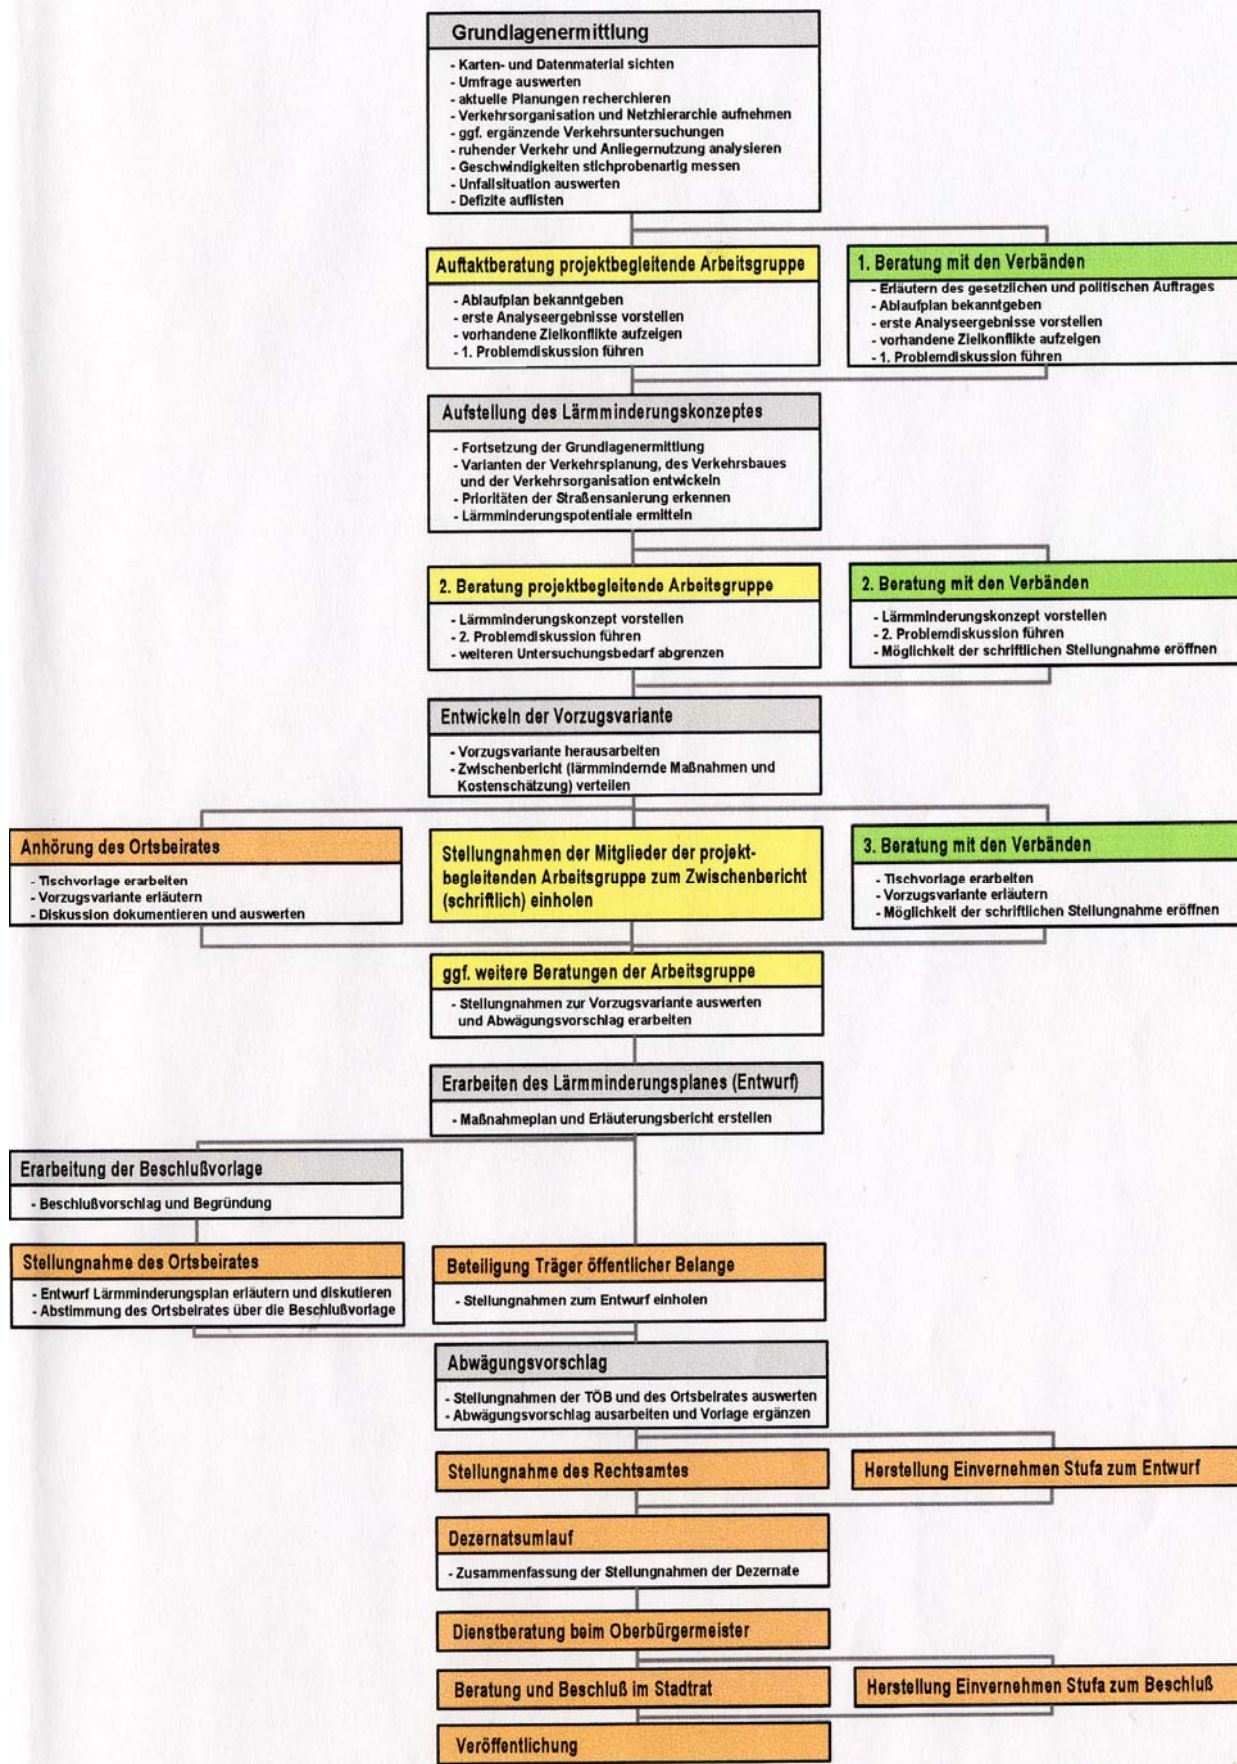 Grundlagenermittlung
- Karten- und Datenmaterial sichten
- Umfrage auswerten
- aktuelle Planungen recherchieren
- Verkehrsorganisation und Netzhierarchie aufnehmen
- ggf. ergänzende Verkehrsuntersuchungen
- ruhender Verkehr und Anliegernutzung analysieren
- Geschwindigkeiten stichprobenartig messen
- Unfallsituation auswerten
- Defizite auflisten
Auftaktberatung projektbegleitende Arbeitsgruppe
- Ablaufplan bekanntgeben
- erste Analyseergebnisse vorstellen
- vorhandene Zielkonflikte aufzeigen
- 1. Problemdiskussion führen
1. Beratung mit den Verbänden
- Erläutern des gesetzlichen und politischen Auftrages
- Ablaufplan bekanntgeben
- erste Analyseergebnisse vorstellen
- vorhandene Zielkonflikte aufzeigen
- 1. Problemdiskussion führen
Aufstellung des Lärmminderungskonzeptes
- Fortsetzung der Grundlagenermittlung
- Varianten der Verkehrsplanung, des Verkehrsbaues
und der Verkehrsorganisation entwickeln
- Prioritäten der Straßensanierung erkennen
- Lärmminderungspotentiale ermitteln
2. Beratung projektbegleitende Arbeitsgruppe
- Lärmminderungskonzept vorstellen
- 2. Problemdiskussion führen
- weiteren Untersuchungsbedarf abgrenzen
2. Beratung mit den Verbänden
- Lärmminderungskonzept vorstellen
- 2. Problemdiskussion führen
- Möglichkeit der schriftlichen Stellungnahme eröffnen
Entwickeln der Vorzugsvariante
- Vorzugsvariante herausarbeiten
- Zwischenbericht (lärmmindernde Maßnahmen und
Kostenschätzung) verteilen
Anhörung des Ortsbeirates
- Tischvorlage erarbeiten
- Vorzugsvariante erläutern
- Diskussion dokumentieren und auswerten
Stellungnahmen der Mitglieder der projekt-
begleitenden Arbeitsgruppe zum Zwischenbericht
(schriftlich) einholen
3. Beratung mit den Verbänden
- Tischvorlage erarbeiten
- Vorzugsvariante erläutern
- Möglichkeit der schriftlichen Stellungnahme eröffnen
ggf. weitere Beratungen der Arbeitsgruppe
- Stellungnahmen zur Vorzugsvariante auswerten
und Abwägungsvorschlag erarbeiten
Erarbeiten des Lärmminderungsplanes (Entwurf)
- Maßnahmeplan und Erläuterungsbericht erstellen
Erarbeitung der Beschlußvorlage
- Beschlußvorschlag und Begründung
Stellungnahme des Ortsbeirates
- Entwurf Lärmminderungsplan erläutern und diskutieren
- Abstimmung des Ortsbeirates über die Beschlußvorlage
Beteiligung Träger öffentlicher Belange
- Stellungnahmen zum Entwurf einholen
Abwägungsvorschlag
- Stellungnahmen der TÖB und des Ortsbeirates auswerten
- Abwägungsvorschlag ausarbeiten und Vorlage ergänzen
Stellungnahme des Rechtsamtes
Herstellung Einvernehmen Stufa zum Entwurf
Dezernatsumlauf
- Zusammenfassung der Stellungnahmen der Dezernate
Dienstberatung beim Oberbürgermeister
Beratung und Beschluß im Stadtrat
Herstellung Einvernehmen Stufa zum Beschluß
Veröffentlichung